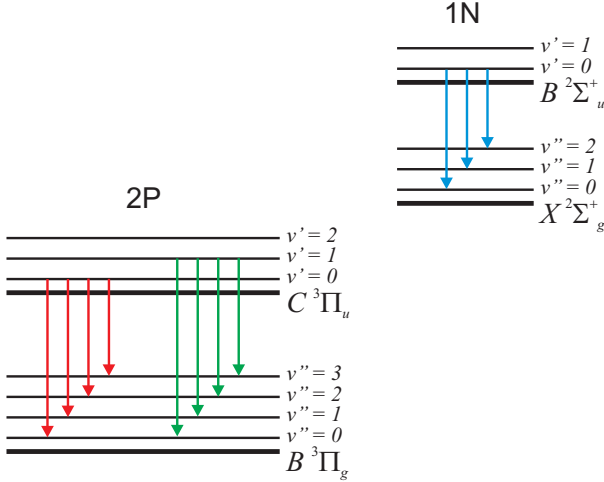 1N
v' = 1
v' = 0
B ²Σ⁺ᵤ
v'' = 2
v'' = 1
v'' = 0
X ²Σ⁺g
2P
v' = 2
v' = 1
v' = 0
C ³Πᵤ
v'' = 3
v'' = 2
v'' = 1
v'' = 0
B ³Πg